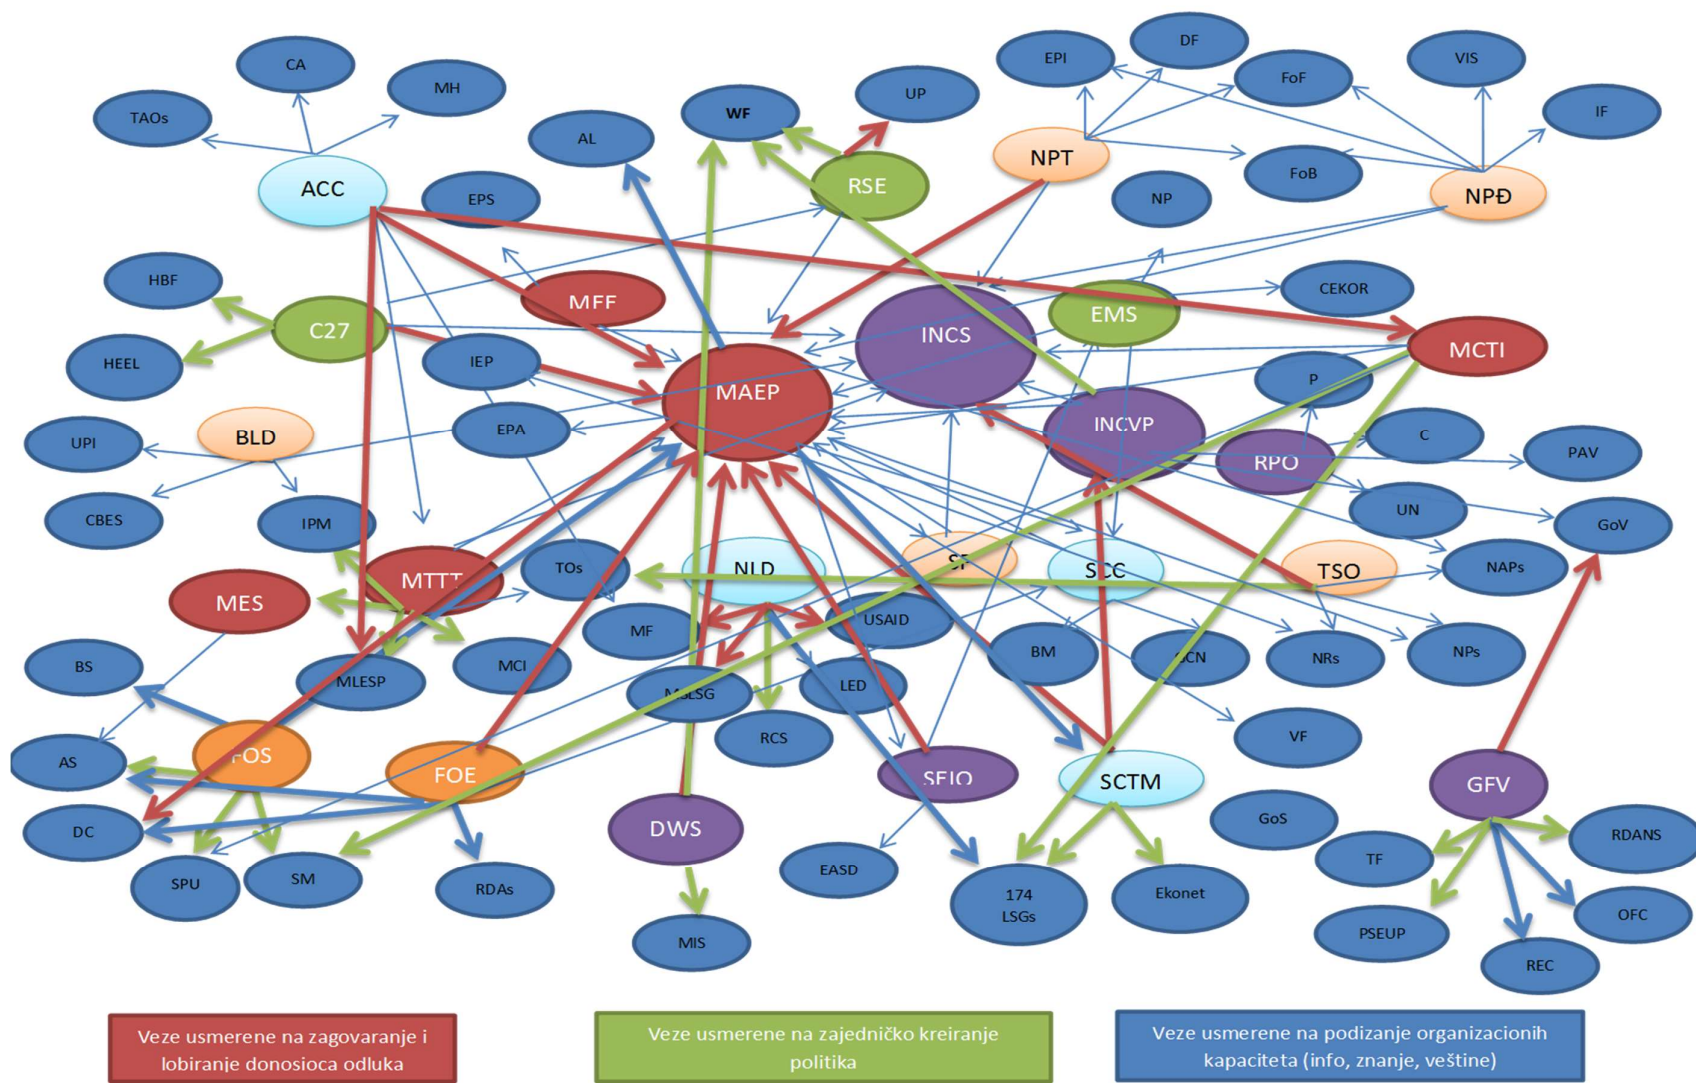 CA
MH
TAOs
ACC
AL
WF
UP
RSE
EPI
DF
FoF
VIS
IF
NPT
FoB
NP
NPĐ
EPS
HBF
C27
MFF
INCS
EMS
CEKOR
MCTI
HEEL
IEP
MAEP
P
UPI
BLD
EPA
INCVP
RPO
C
PAV
CBES
IPM
UN
GoV
MTTT
TOs
NLD
SF
SCC
TSO
NAPs
MES
MF
USAID
BM
GCN
NRs
NPs
BS
MLESP
MCI
MSLSG
LED
RCS
VF
AS
FOS
FOE
SEIO
SCTM
GFV
DC
DWS
GoS
TF
RDANS
SPU
SM
RDAs
EASD
174
LSGs
Ekonet
PSEUP
OFC
MIS
REC
Veze usmerene na zagovaranje i
lobiranje donosioca odluka
Veze usmerene na zajedničko kreiranje
politika
Veze usmerene na podizanje organizacionih
kapaciteta (info, znanje, veštine)